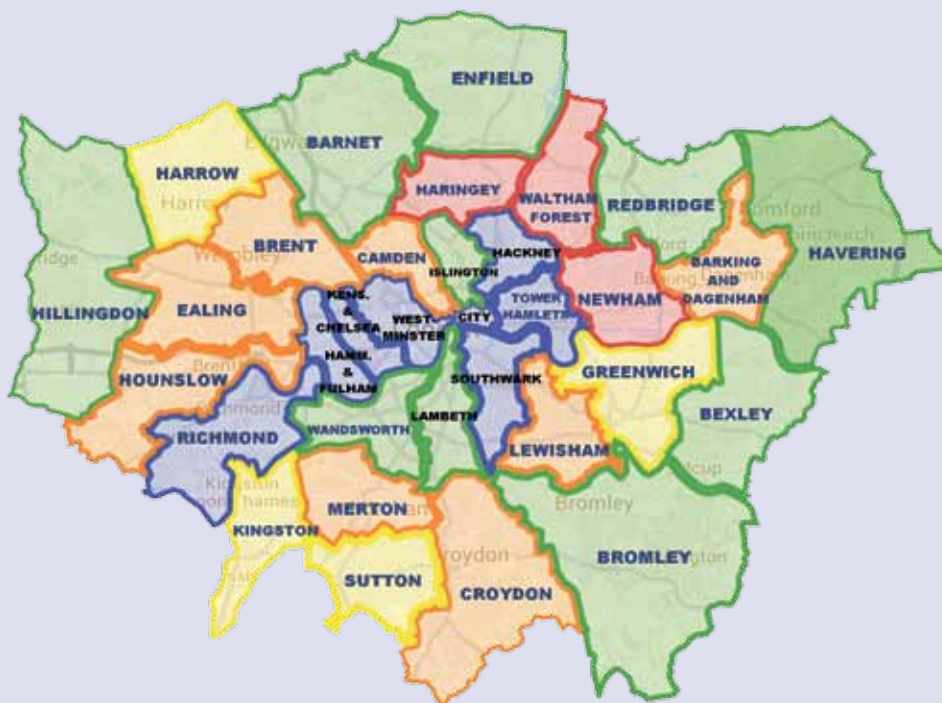 ENFIELD
BARNET
HARROW
HARINGEY
WALTHAM
FOREST
REDBRIDGE
HAVERING
BRENT
CAMDEN
ISLINGTON
HACKNEY
BARKING
AND
DAGENHAM
HILLINGDON
EALING
KENS.
&
CHELSEA
WEST-
MINSTER
CITY
TOWER
HAMLETS
NEWHAM
HOUNSLOW
HAMM.
&
FULHAM
SOUTHWARK
GREENWICH
BEXLEY
RICHMOND
WANDSWORTH
LAMBETH
LEWISHAM
KINGSTON
MERTON
Bromley
BROMLEY
SUTTON
CROYDON